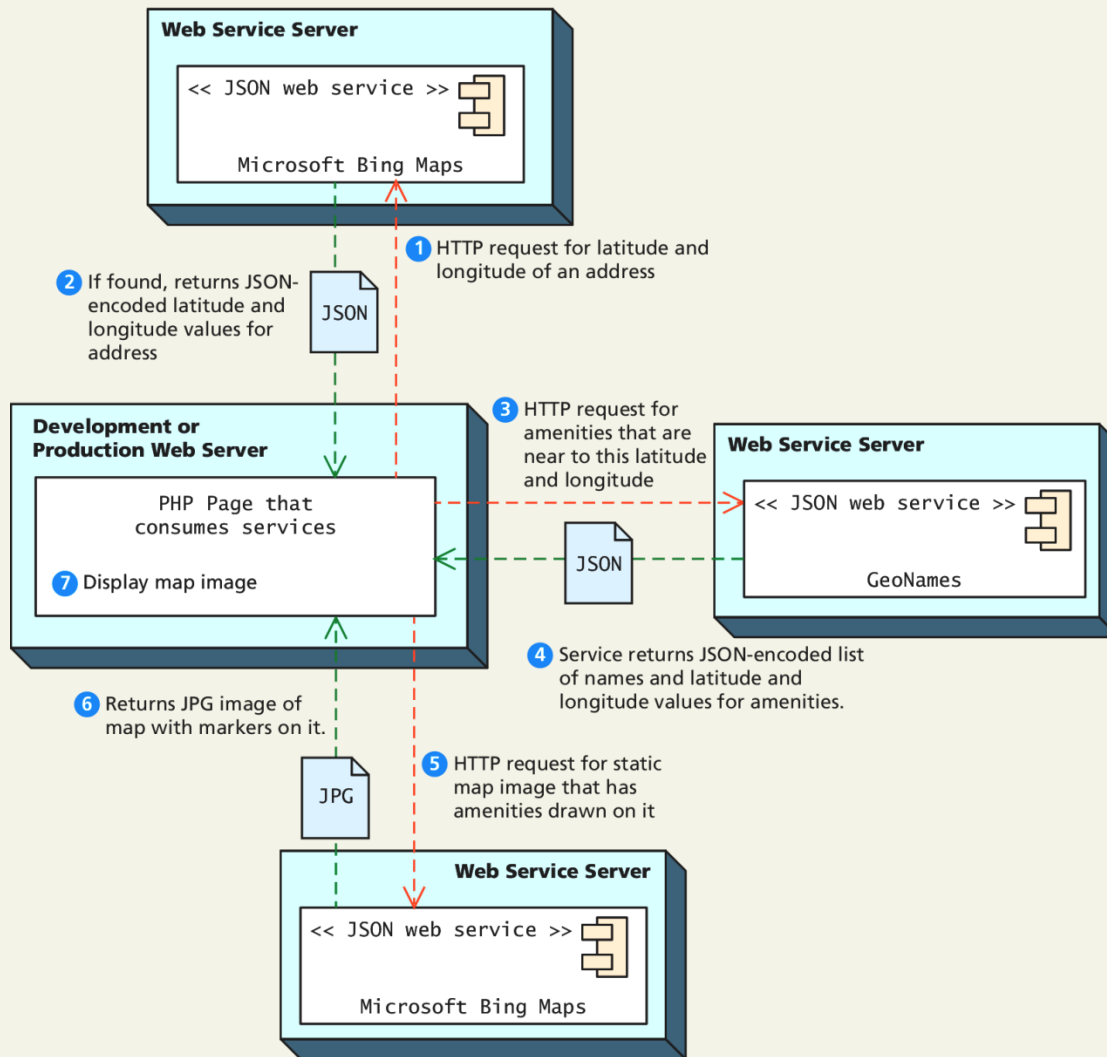 Web Service Server
<< JSON web service >>
Microsoft Bing Maps
1 HTTP request for latitude and
longitude of an address
2 If found, returns JSON-
encoded latitude and
longitude values for
address
JSON
Development or
Production Web Server
PHP Page that
consumes services
7 Display map image
3 HTTP request for
amenities that are
near to this latitude
and longitude
Web Service Server
<< JSON web service >>
GeoNames
JSON
4 Service returns JSON-encoded list
of names and latitude and
longitude values for amenities.
6 Returns JPG image of
map with markers on it.
JPG
5 HTTP request for static
map image that has
amenities drawn on it
Web Service Server
<< JSON web service >>
Microsoft Bing Maps